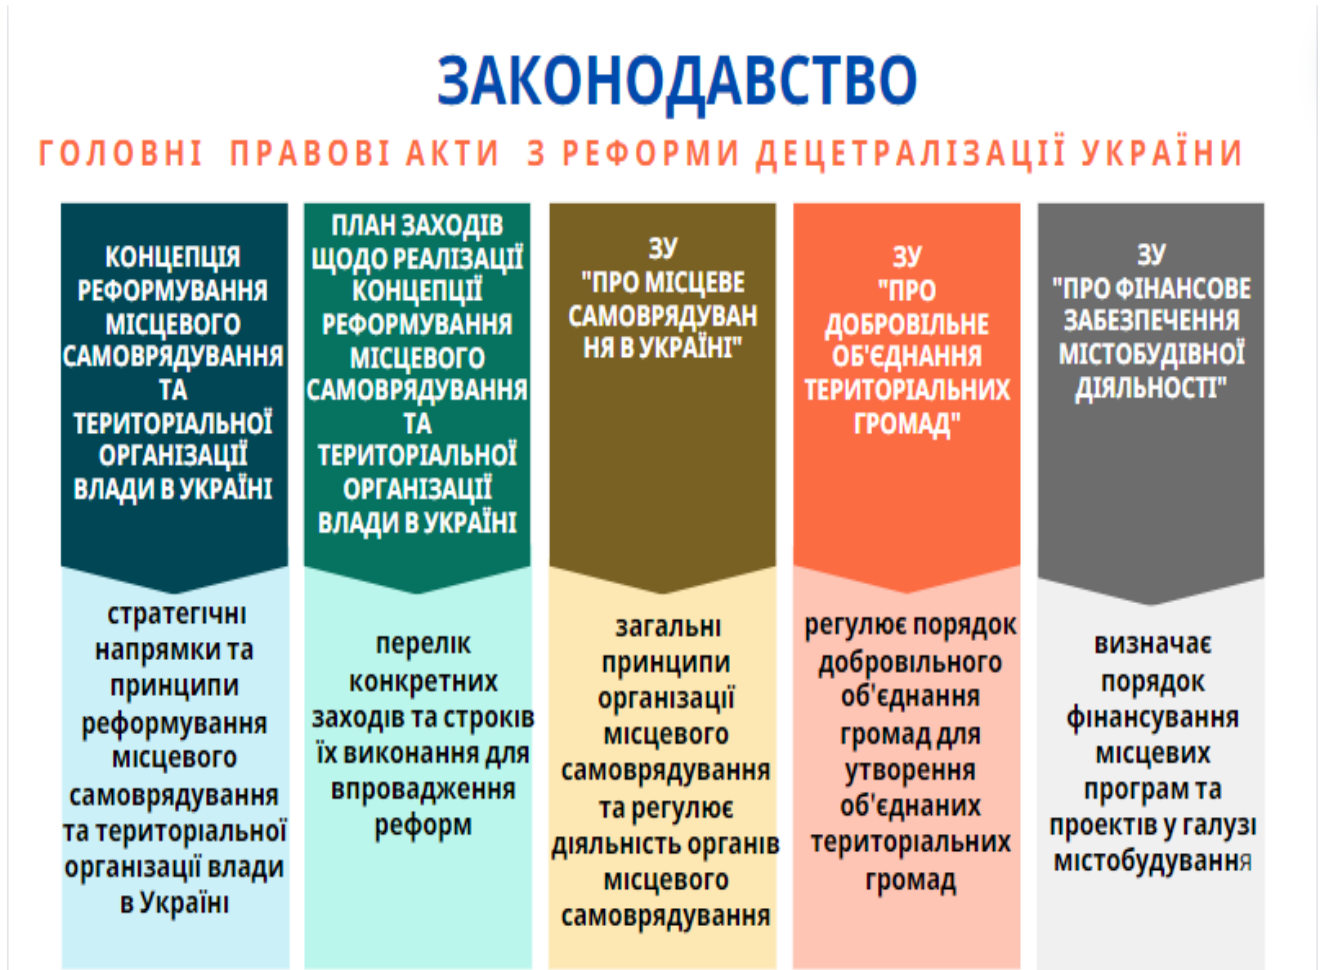 ЗАКОНОДАВСТВО
ГОЛОВНІ ПРАВОВІ АКТИ З РЕФОРМИ ДЕЦЕТРАЛІЗАЦІЇ УКРАЇНИ
КОНЦЕПЦІЯ
РЕФОРМУВАННЯ
МІСЦЕВОГО
САМОВРЯДУВАННЯ
ТА
ТЕРИТОРІАЛЬНОЇ
ОРГАНІЗАЦІЇ
ВЛАДИ В УКРАЇНІ
стратегічні
напрямки та
принципи
реформування
місцевого
самоврядування
та територіальної
організації влади
в Україні
ПЛАН ЗАХОДІВ
ЩОДО РЕАЛІЗАЦІЇ
КОНЦЕПЦІЇ
РЕФОРМУВАННЯ
МІСЦЕВОГО
САМОВРЯДУВАННЯ
ТА
ТЕРИТОРІАЛЬНОЇ
ОРГАНІЗАЦІЇ
ВЛАДИ В УКРАЇНІ
перелік
конкретних
заходів та строків
їх виконання для
впровадження
реформ
ЗУ
"ПРО МІСЦЕВЕ
САМОВРЯДУВАН
НЯ В УКРАЇНІ"
загальні
принципи
організації
місцевого
самоврядування
та регулює
діяльність органів
місцевого
самоврядування
ЗУ
"ПРО
ДОБРОВІЛЬНЕ
ОБ'ЄДНАННЯ
ТЕРИТОРІАЛЬНИХ
ГРОМАД"
регулює порядок
добровільного
об'єднання
громад для
утворення
об'єднаних
територіальних
громад
ЗУ
"ПРО ФІНАНСОВЕ
ЗАБЕЗПЕЧЕННЯ
МІСТОБУДІВНОЇ
ДІЯЛЬНОСТІ"
визначає
порядок
фінансування
місцевих
програм та
проектів у галузі
містобудування